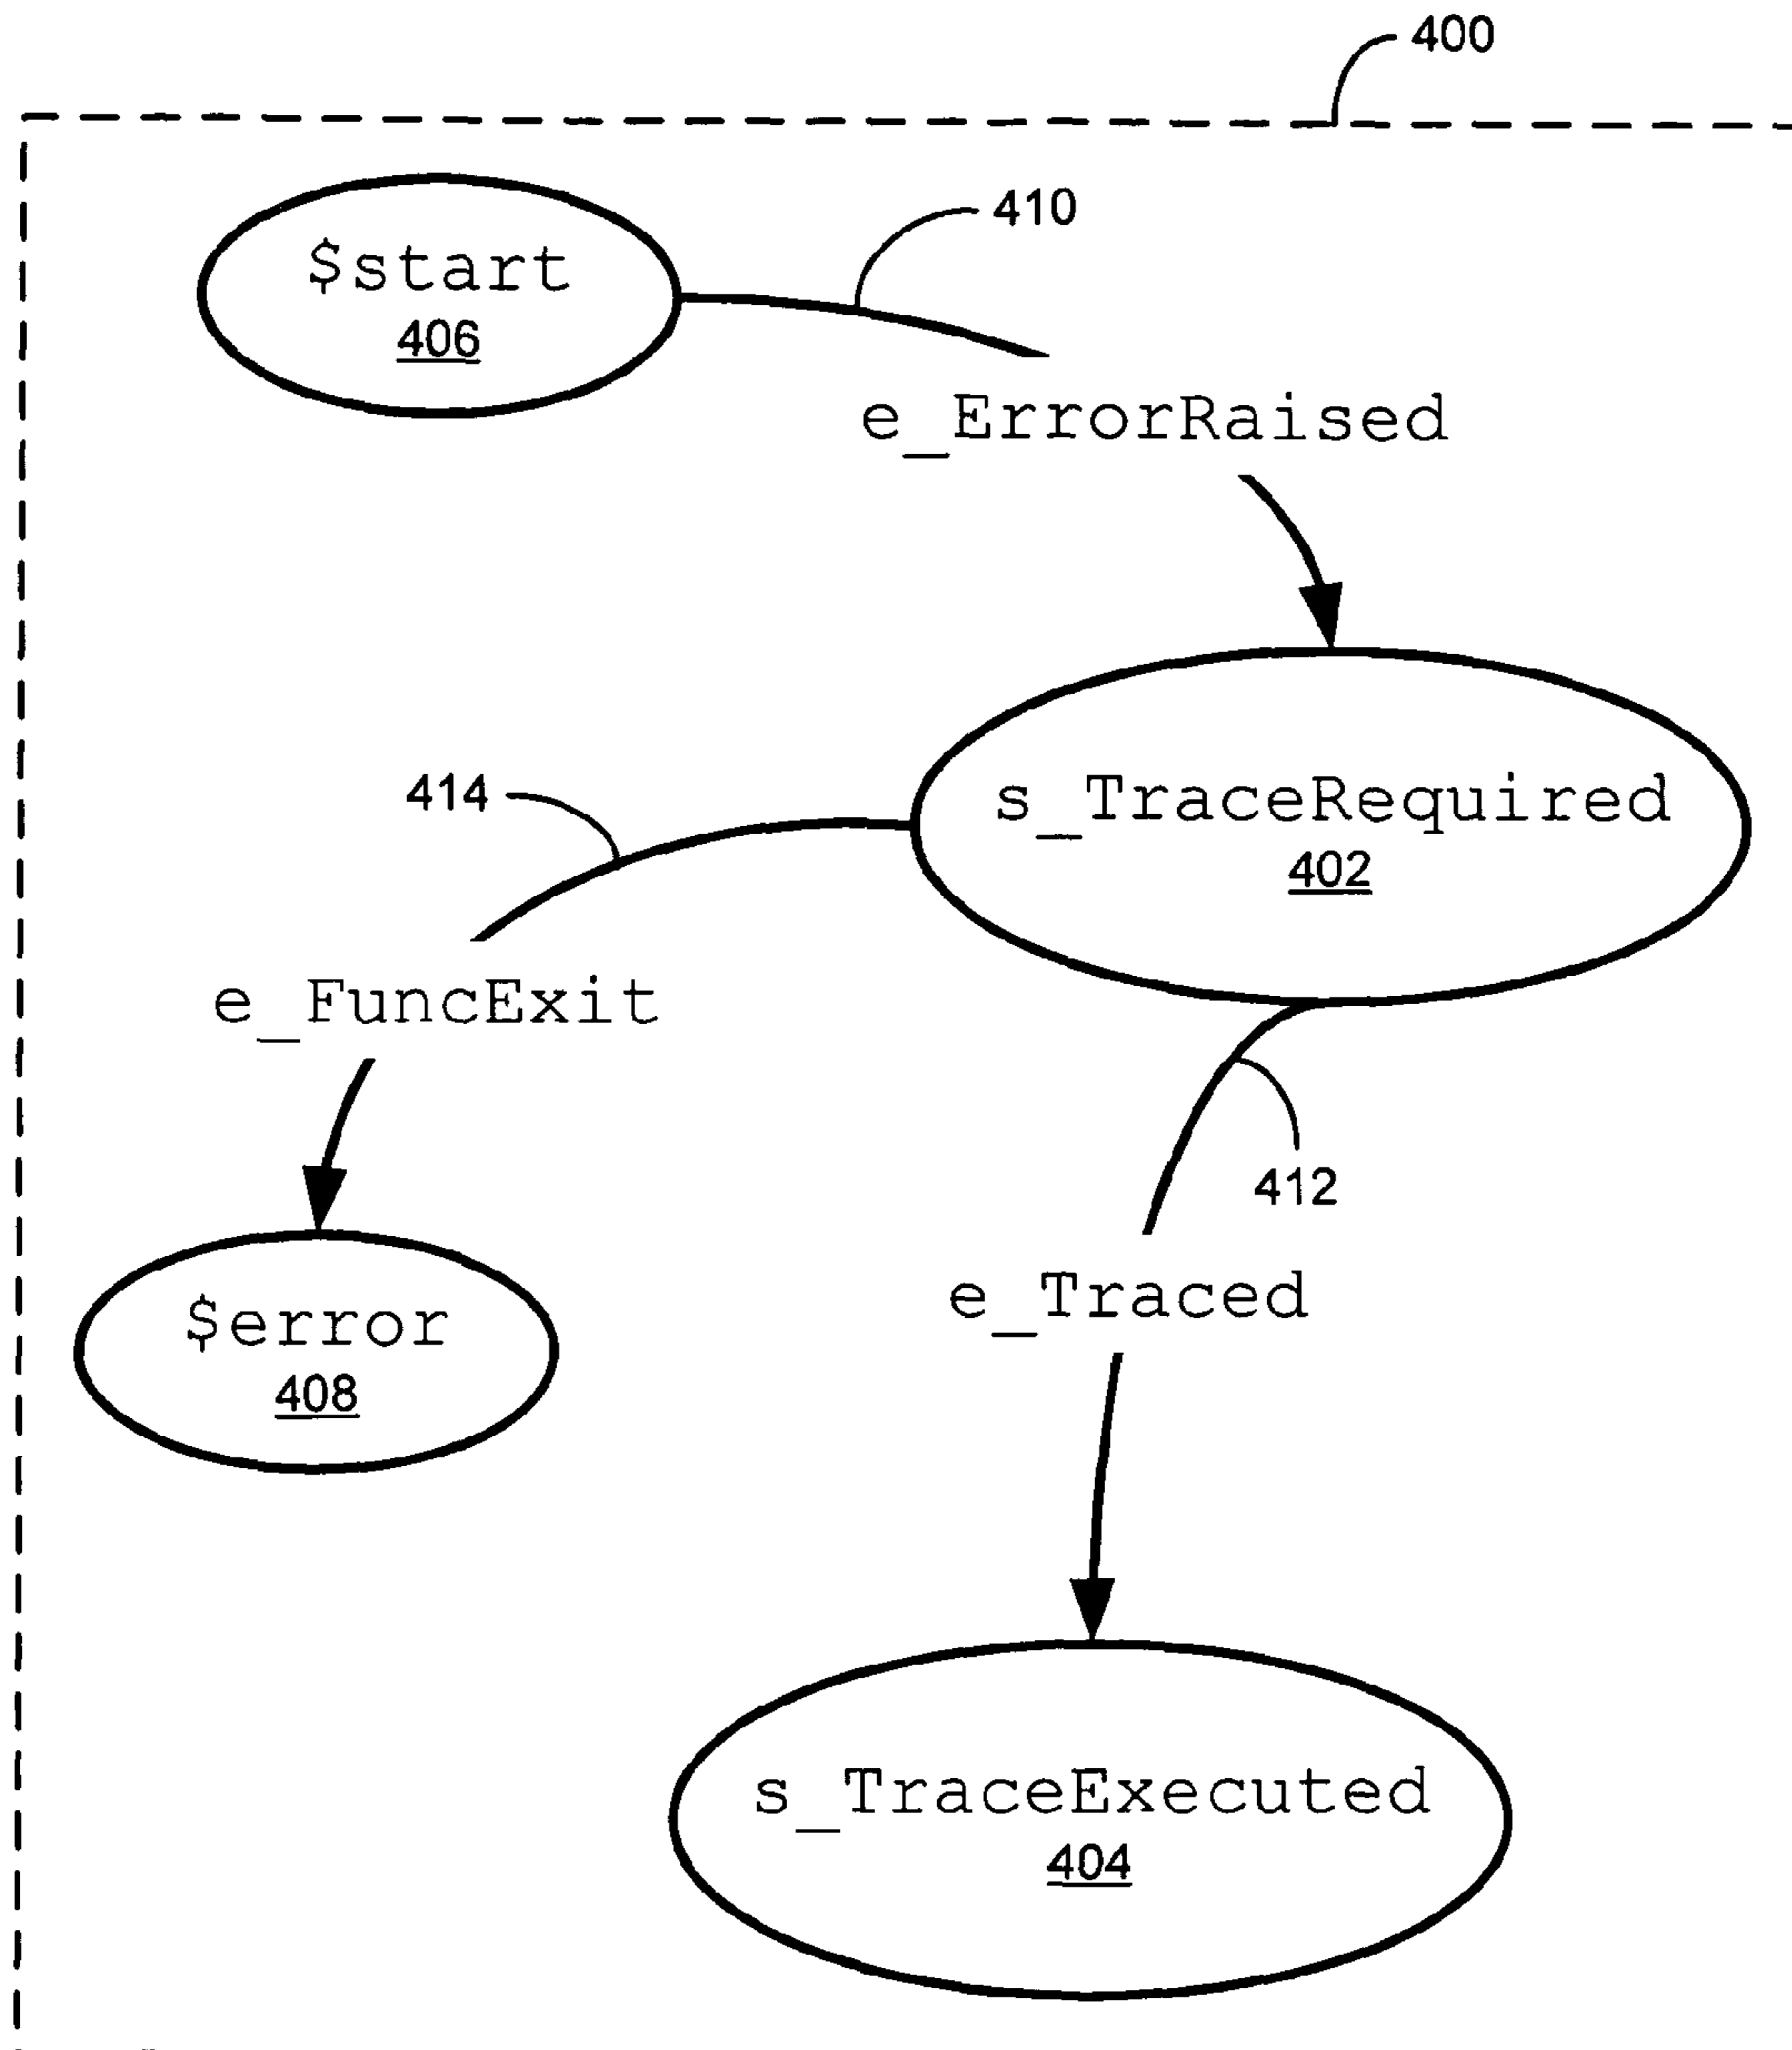 400
410
$start
406
e_ErrorRaised
414
s_TraceRequired
402
e_FuncExit
412
$error
408
e_Traced
s_TraceExecuted
404